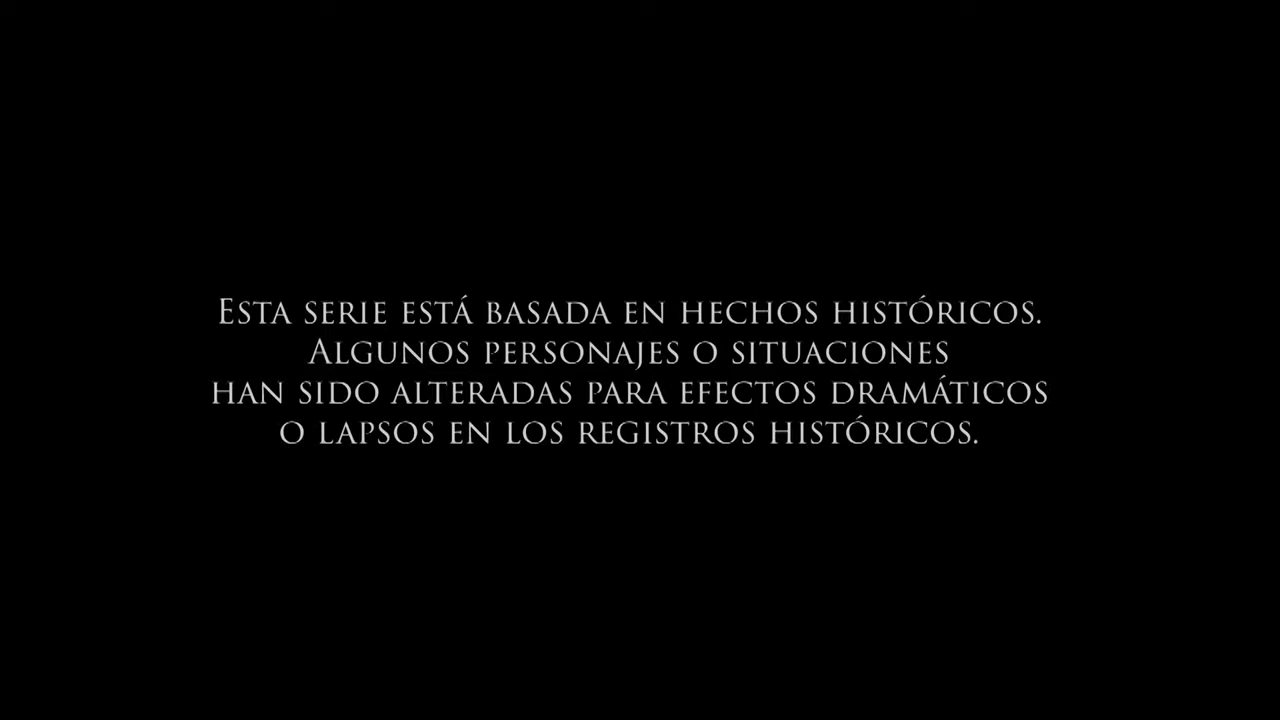 Esta serie está basada en hechos históricos.
Algunos personajes o situaciones
han sido alteradas para efectos dramáticos
o lapsos en los registros históricos.